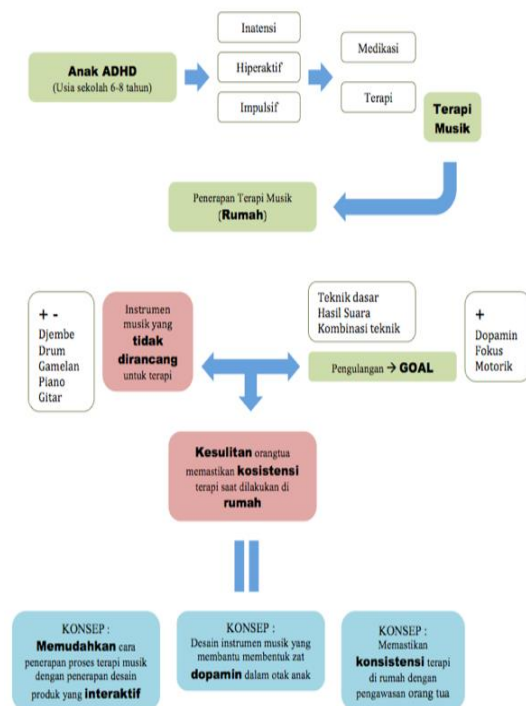 Anak ADHD
(Usia sekolah 6-8 tahun)
Inatensi
Hiperaktif
Impulsif
Medikasi
Terapi
Terapi
Musik
Penerapan Terapi Musik
(Rumah)
+ -
Djembe
Drum
Gamelan
Piano
Gitar
Instrumen
musik yang
tidak
dirancang
untuk terapi
Teknik dasar
Hasil Suara
Kombinasi teknik
Pengulangan → GOAL
+
Dopamin
Fokus
Motorik
Kesulitan orangtua
memastikan kosistensi
terapi saat dilakukan di
rumah
KONSEP :
Memudahkan cara
penerapan proses terapi musik
dengan penerapan desain
produk yang interaktif
KONSEP :
Desain instrumen musik yang
membantu membentuk zat
dopamin dalam otak anak
KONSEP :
Memastikan
konsistensi terapi
di rumah dengan
pengawasan orang tua